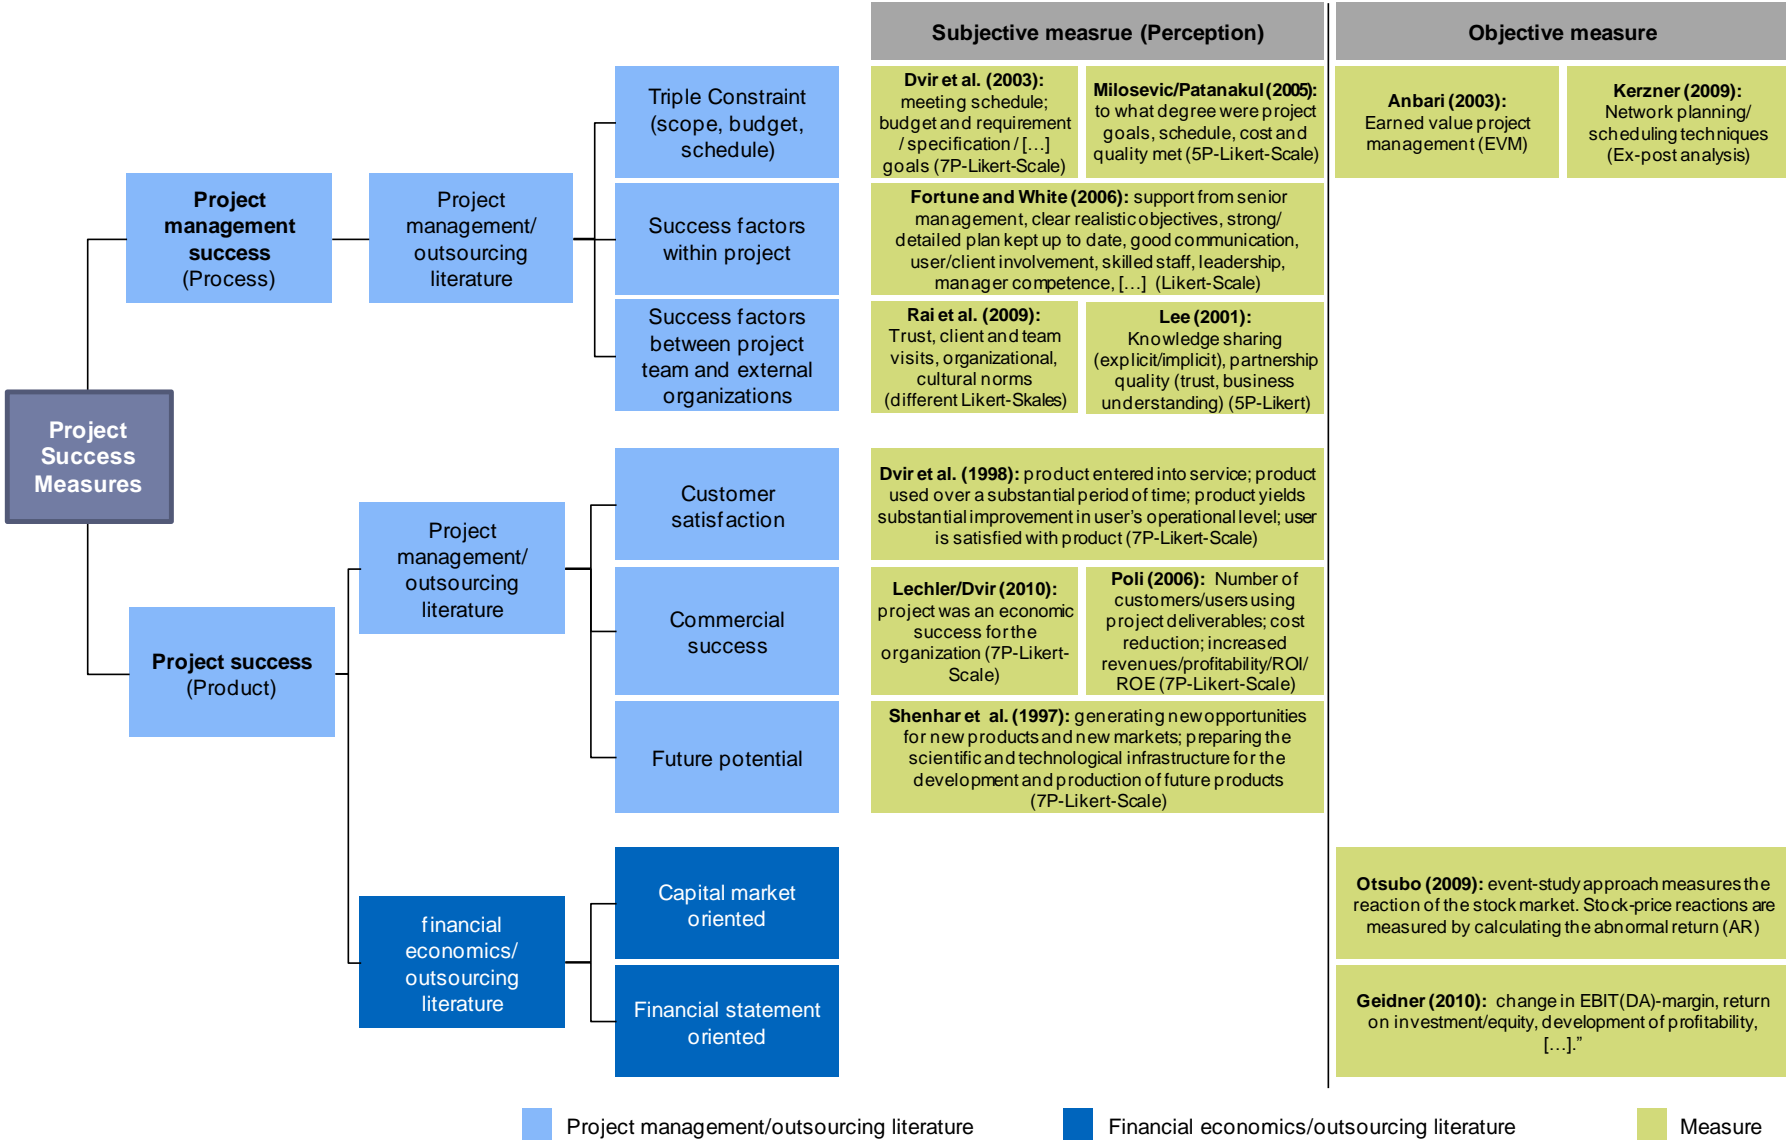 Subjective measrue (Perception)
Objective measure
Triple Constraint
(scope, budget,
schedule)
Dvir et al. (2003):
meeting schedule;
budget and requirement
/ specification / […]
goals (7P-Likert-Scale)
Milosevic/Patanakul (2005):
to what degree were project
goals, schedule, cost and
quality met (5P-Likert-Scale)
Anbari (2003):
Earned value project
management (EVM)
Kerzner (2009):
Network planning/
scheduling techniques
(Ex-post analysis)
Project
management
success
(Process)
Project
management/
outsourcing
literature
Success factors
within project
Fortune and White (2006): support from senior
management, clear realistic objectives, strong/
detailed plan kept up to date, good communication,
user/client involvement, skilled staff, leadership,
manager competence, […] (Likert-Scale)
Success factors
between project
team and external
organizations
Rai et al. (2009):
Trust, client and team
visits, organizational,
cultural norms
(different Likert-Skales)
Lee (2001):
Knowledge sharing
(explicit/implicit), partnership
quality (trust, business
understanding) (5P-Likert)
Project
Success
Measures
Customer
satisfaction
Dvir et al. (1998): product entered into service; product
used over a substantial period of time; product yields
substantial improvement in user’s operational level; user
is satisfied with product (7P-Likert-Scale)
Project
management/
outsourcing
literature
Commercial
success
Lechler/Dvir (2010):
project was an economic
success for the
organization (7P-Likert-
Scale)
Poli (2006): Number of
customers/users using
project deliverables; cost
reduction; increased
revenues/profitability/ROI/
ROE (7P-Likert-Scale)
Project success
(Product)
Future potential
Shenhar et al. (1997): generating new opportunities
for new products and new markets; preparing the
scientific and technological infrastructure for the
development and production of future products
(7P-Likert-Scale)
financial
economics/
outsourcing
literature
Capital market
oriented
Otsubo (2009): event-study approach measures the
reaction of the stock market. Stock-price reactions are
measured by calculating the abnormal return (AR)
Financial statement
oriented
Geidner (2010): change in EBIT(DA)-margin, return
on investment/equity, development of profitability,
[…].”
Project management/outsourcing literature
Financial economics/outsourcing literature
Measure